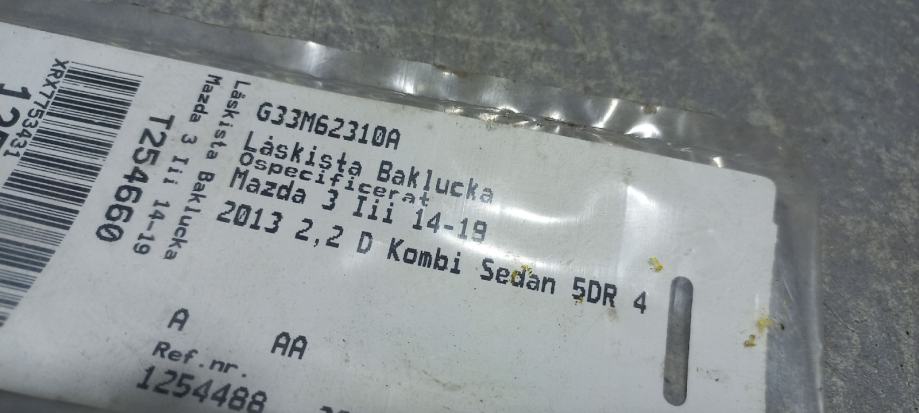 G33M62310A
Låskista Baklucka
Ospecificerat
Mazda 3 Iii 14-19
2013 2,2 D Kombi Sedan 5DR 4
A
AA
Ref.nr.
1254488
Låskista Baklucka
Mazda 3 Iii 14-19
T254660
XRX7753431